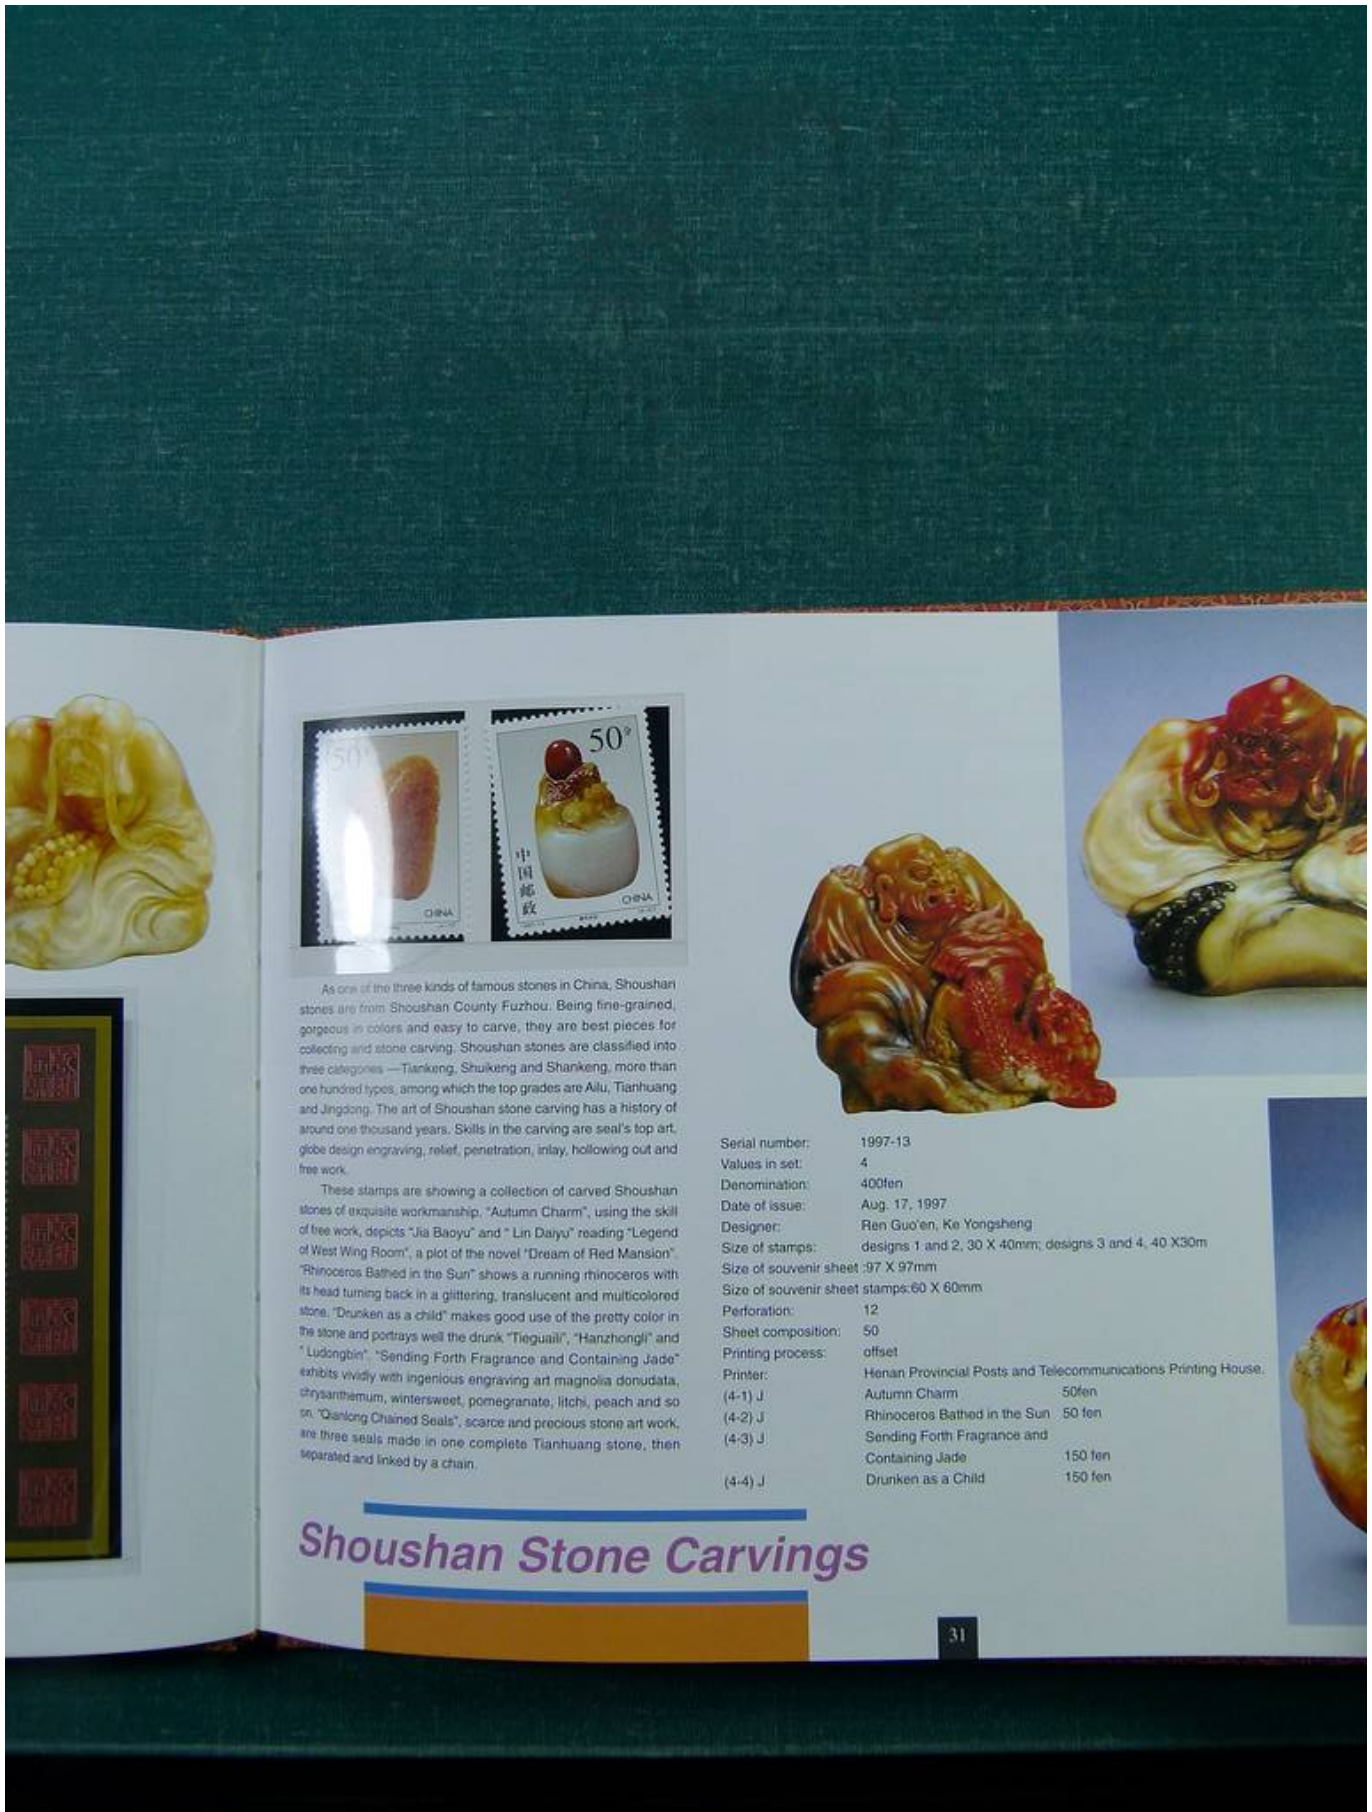 50
CHINA
50
中
国
邮
政
CHINA
As one of the three kinds of famous stones in China, Shoushan
stones are from Shoushan County Fuzhou. Being fine-grained,
gorgeous in colors and easy to carve, they are best pieces for
collecting and stone carving. Shoushan stones are classified into
three categories —Tiankeng, Shuikeng and Shankeng, more than
one hundred types, among which the top grades are Ailu, Tianhuang
and Jingdong. The art of Shoushan stone carving has a history of
around one thousand years. Skills in the carving are seal's top art,
globe design engraving, relief, penetration, inlay, hollowing out and
free work.
These stamps are showing a collection of carved Shoushan
stones of exquisite workmanship. "Autumn Charm", using the skill
of free work, depicts "Jia Baoyu" and " Lin Daiyu" reading "Legend
of West Wing Room", a plot of the novel "Dream of Red Mansion".
"Rhinoceros Bathed in the Sun" shows a running rhinoceros with
its head turning back in a glittering, translucent and multicolored
stone. "Drunken as a child" makes good use of the pretty color in
the stone and portrays well the drunk "Tieguaili", "Hanzhongli" and
" Ludongbin". "Sending Forth Fragrance and Containing Jade"
exhibits vividly with ingenious engraving art magnolia donudata,
chrysanthemum, wintersweet, pomegranate, litchi, peach and so
on. "Qianlong Chained Seals", scarce and precious stone art work,
are three seals made in one complete Tianhuang stone, then
separated and linked by a chain.
Serial number: 1997-13
Values in set: 4
Denomination: 400fen
Date of issue: Aug. 17, 1997
Designer: Ren Guo'en, Ke Yongsheng
Size of stamps: designs 1 and 2, 30 X 40mm; designs 3 and 4, 40 X30m
Size of souvenir sheet :97 X 97mm
Size of souvenir sheet stamps:60 X 60mm
Perforation: 12
Sheet composition: 50
Printing process: offset
Printer: Henan Provincial Posts and Telecommunications Printing House.
(4-1) J Autumn Charm 50fen
(4-2) J Rhinoceros Bathed in the Sun 50 fen
(4-3) J Sending Forth Fragrance and
Containing Jade 150 fen
(4-4) J Drunken as a Child 150 fen
Shoushan Stone Carvings
31